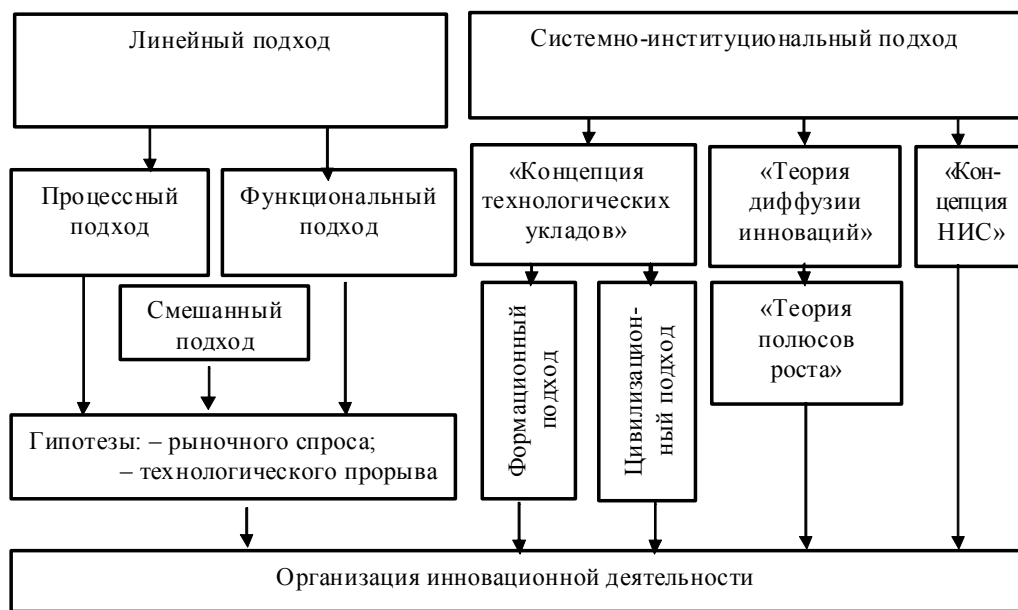 Линейный подход
Системно-институциональный подход
Процессный
подход
Функциональный
подход
«Концепция
технологических
укладов»
«Теория
диффузии
инноваций»
«Кон-
цепция
НИС»
Смешанный
подход
Формационный
подход
Цивилизацион-
ный подход
«Теория
полюсов
роста»
Гипотезы: – рыночного спроса;
– технологического прорыва
Организация инновационной деятельности